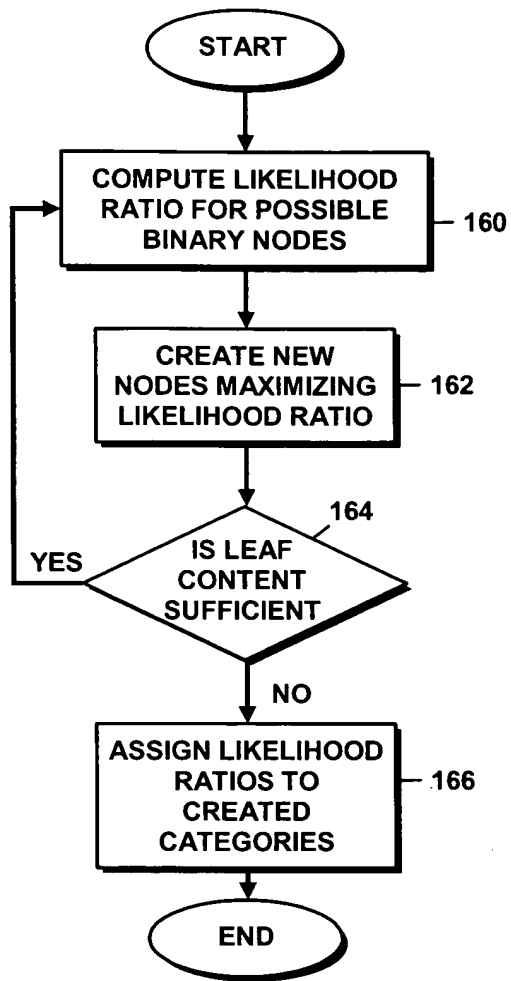 START
COMPUTE LIKELIHOOD
RATIO FOR POSSIBLE
BINARY NODES
160
CREATE NEW
NODES MAXIMIZING
LIKELIHOOD RATIO
162
164
IS LEAF
CONTENT
SUFFICIENT
YES
NO
ASSIGN LIKELIHOOD
RATIOS TO
CREATED
CATEGORIES
166
END